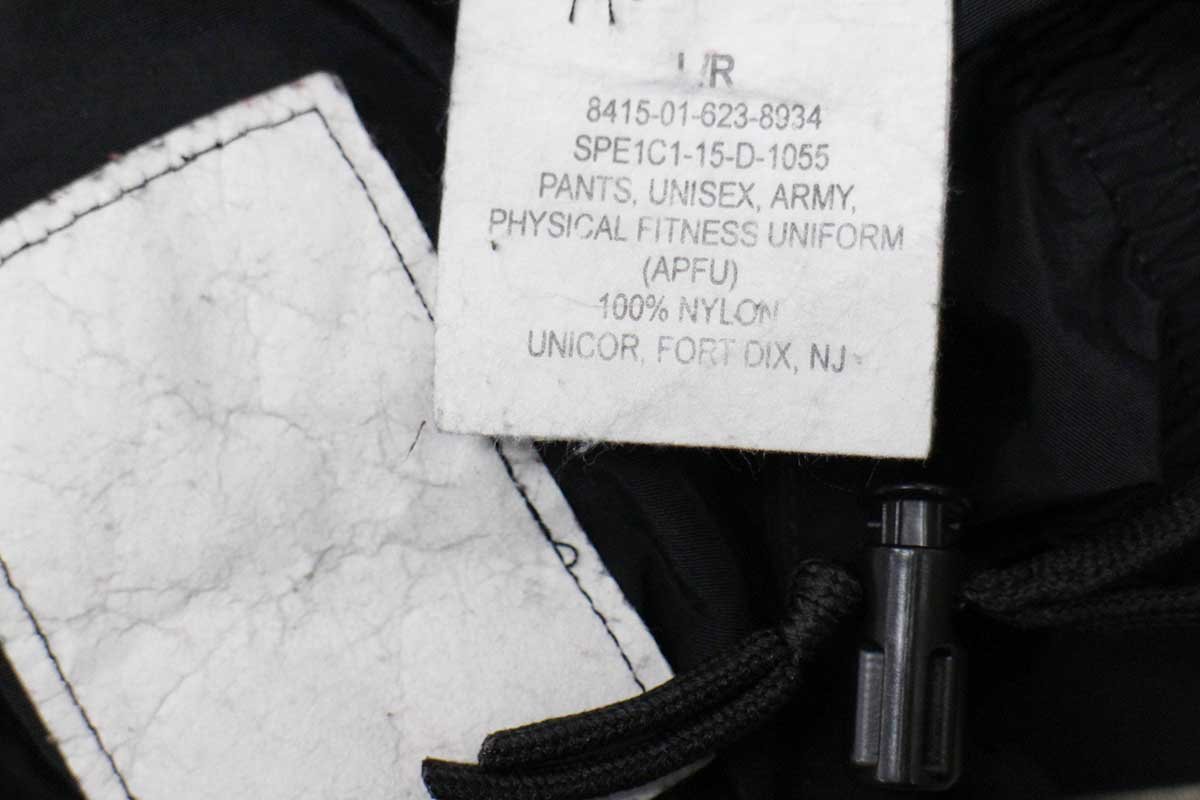 L/R
8415-01-623-8934
SPE1C1-15-D-1055
PANTS, UNISEX, ARMY,
PHYSICAL FITNESS UNIFORM
(APFU)
100% NYLON
UNICOR, FORT DIX, NJ